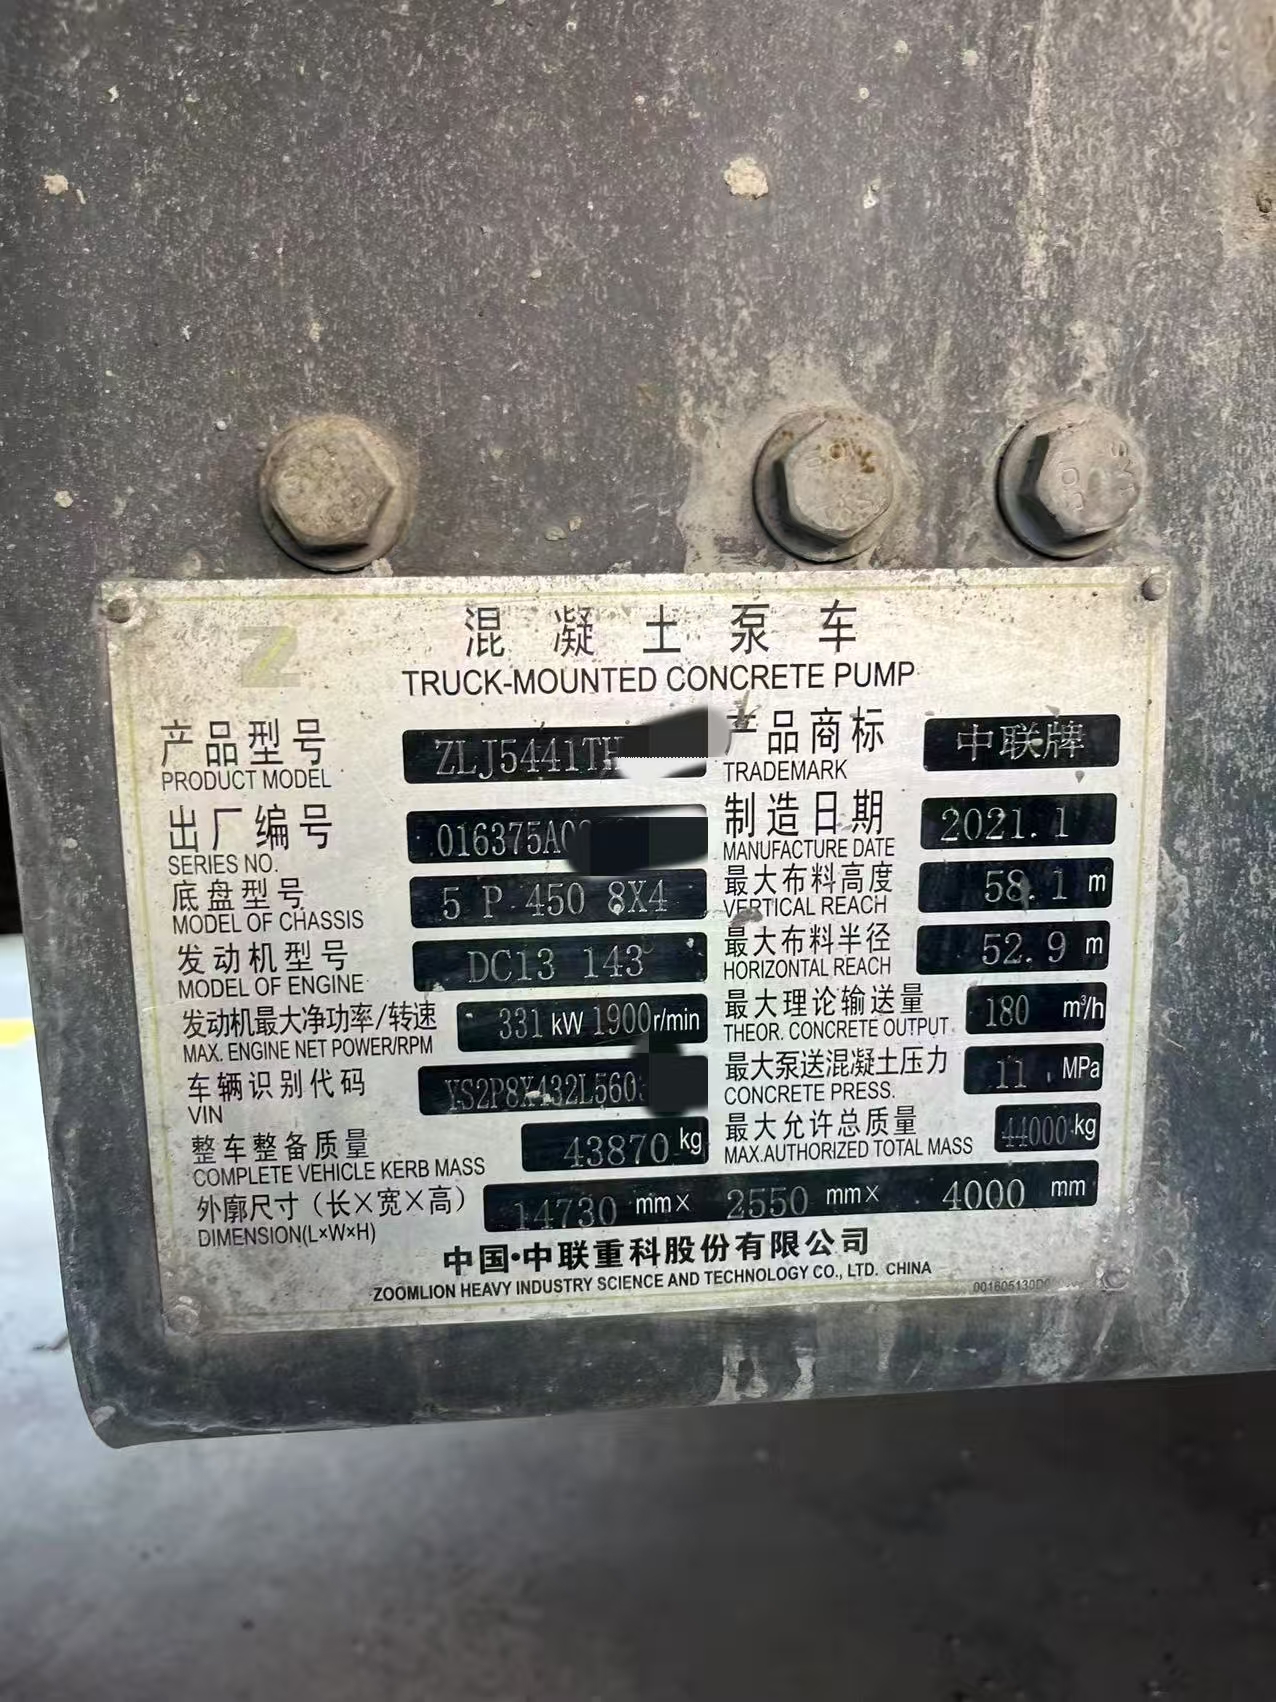 混凝土泵车
TRUCK-MOUNTED CONCRETE PUMP
产品型号 ZLJ5441TH
PRODUCT MODEL
产品商标 中联牌
TRADEMARK
出厂编号 016375A0
SERIES NO.
制造日期 2021.1
MANUFACTURE DATE
底盘型号 5 P 450 8X4
MODEL OF CHASSIS
最大布料高度 58.1 m
VERTICAL REACH
发动机型号 DC13 143
MODEL OF ENGINE
最大布料半径 52.9 m
HORIZONTAL REACH
发动机最大净功率/转速 331 kW 1900 r/min
MAX. ENGINE NET POWER/RPM
最大理论输送量 180 m³/h
THEOR. CONCRETE OUTPUT
车辆识别代码 YS2P8X432L560
VIN
最大泵送混凝土压力 11 MPa
CONCRETE PRESS.
整车整备质量 43870 kg
COMPLETE VEHICLE KERB MASS
最大允许总质量 44000 kg
MAX.AUTHORIZED TOTAL MASS
外廓尺寸（长×宽×高） 14730 mm× 2550 mm× 4000 mm
DIMENSION(L×W×H)
中国·中联重科股份有限公司
ZOOMLION HEAVY INDUSTRY SCIENCE AND TECHNOLOGY CO., LTD. CHINA